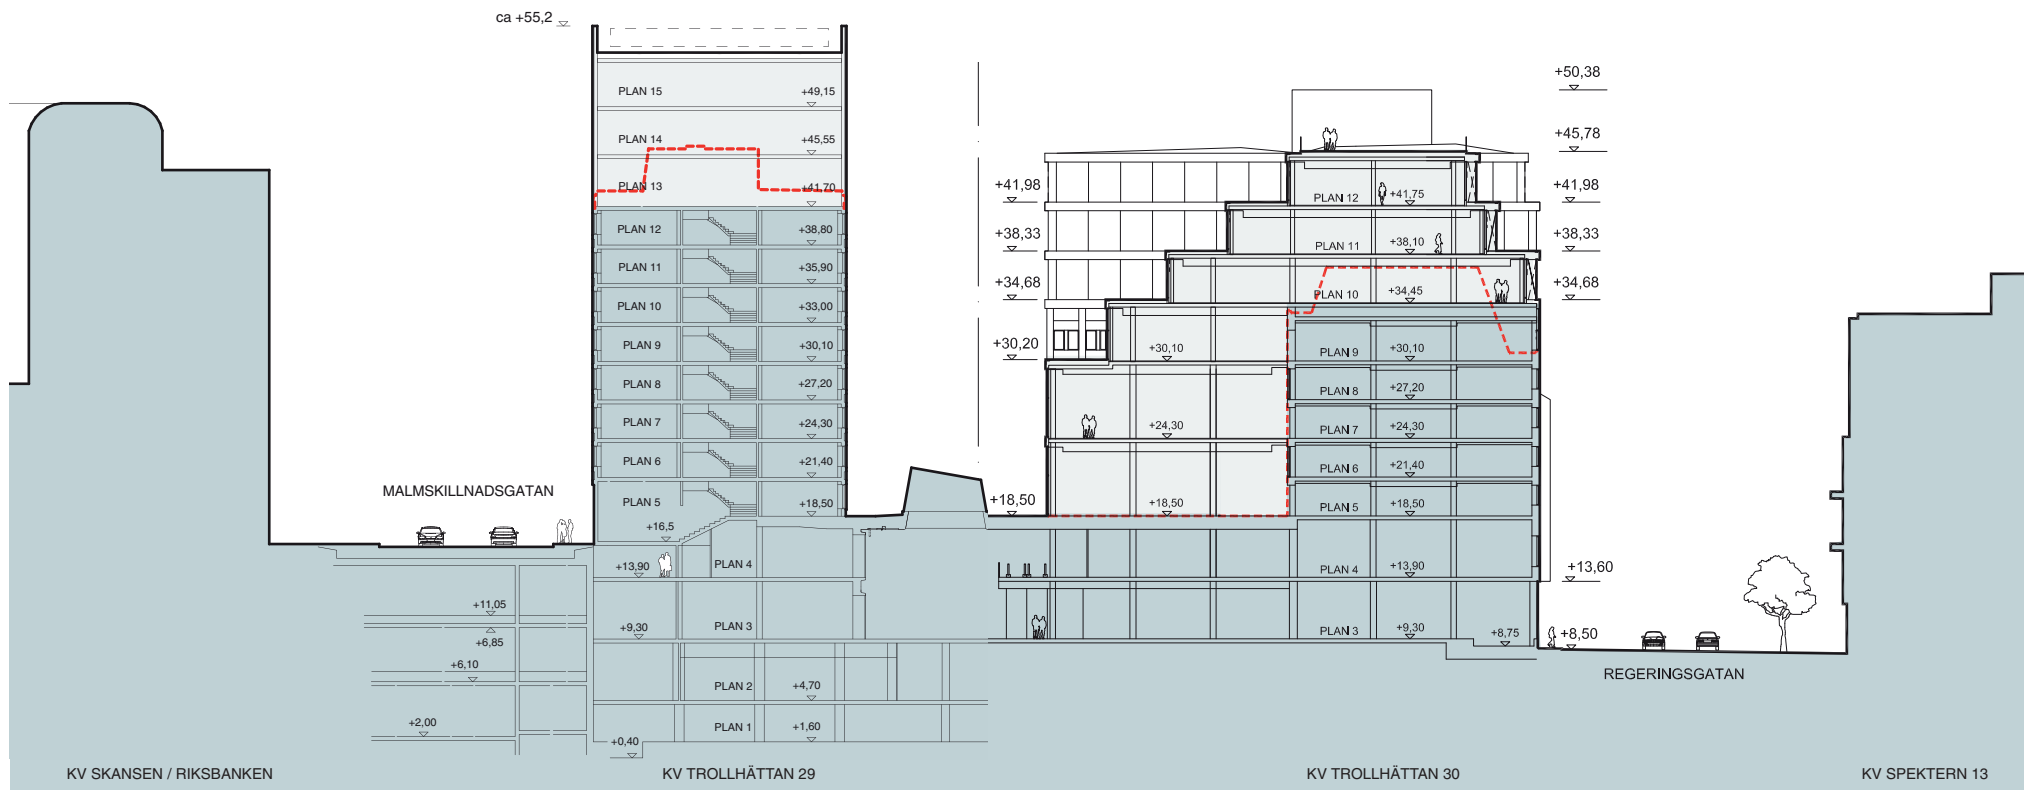 ca +55,2
PLAN 15 +49,15
PLAN 14 +45,55
PLAN 13 +41,70
PLAN 12 +38,80
PLAN 11 +35,90
PLAN 10 +33,00
PLAN 9 +30,10
PLAN 8 +27,20
PLAN 7 +24,30
PLAN 6 +21,40
PLAN 5 +18,50
+16,5
+13,90 PLAN 4
+9,30 PLAN 3
PLAN 2 +4,70
PLAN 1 +1,60
+0,40
MALMSKILLNADSGATAN
+11,05
+6,85
+6,10
+2,00
+41,98
+38,33
+34,68
+30,20
+18,50
PLAN 12 +41,75
PLAN 11 +38,10
PLAN 10 +34,45
+30,10 PLAN 9 +30,10
PLAN 8 +27,20
+24,30 PLAN 7 +24,30
PLAN 6 +21,40
+18,50 PLAN 5 +18,50
PLAN 4 +13,90
PLAN 3 +9,30 +8,75
+50,38
+45,78
+41,98
+38,33
+34,68
+13,60
+8,50
REGERINGSGATAN
KV SKANSEN / RIKSBANKEN
KV TROLLHÄTTAN 29
KV TROLLHÄTTAN 30
KV SPEKTERN 13